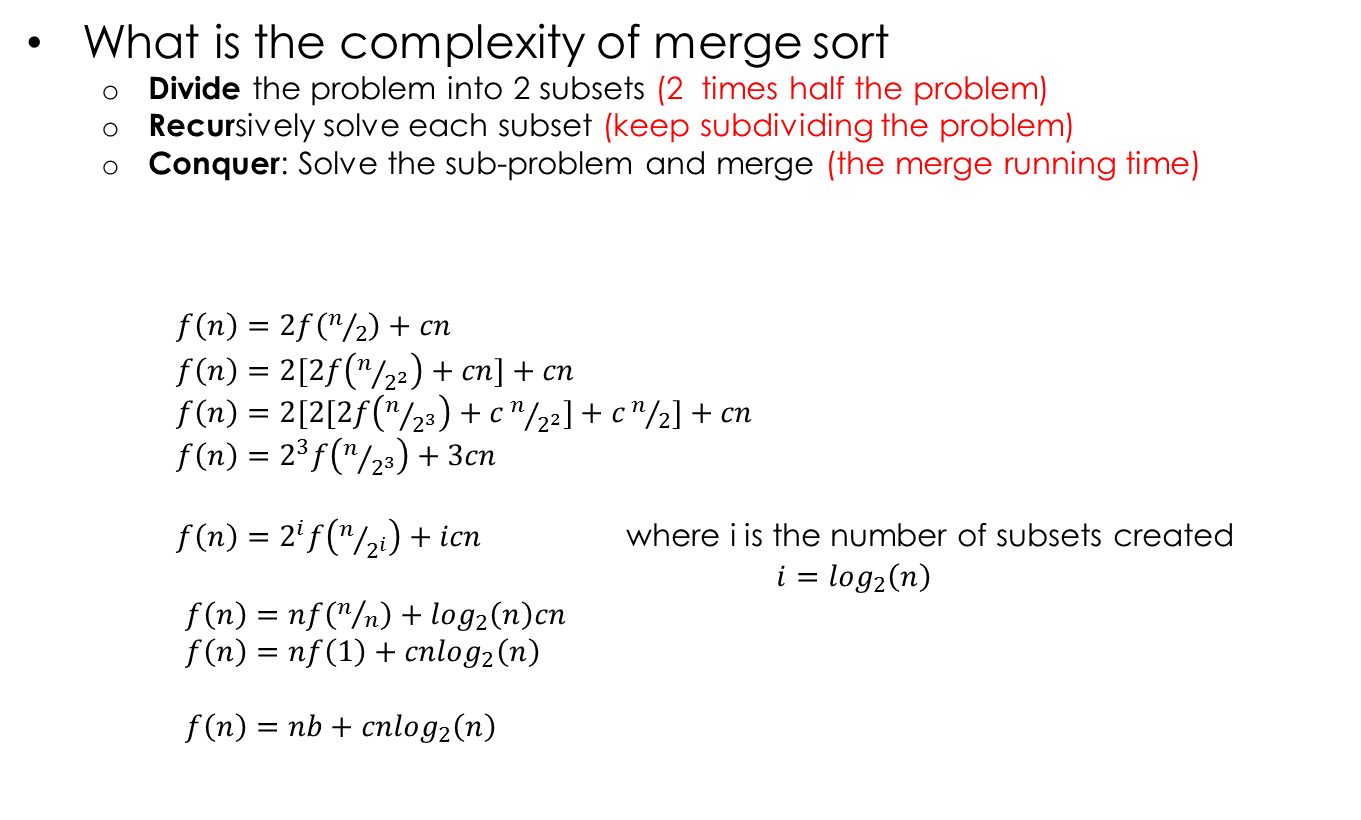 • What is the complexity of merge sort
o Divide the problem into 2 subsets (2 times half the problem)
o Recursively solve each subset (keep subdividing the problem)
o Conquer: Solve the sub-problem and merge (the merge running time)
f(n) = 2f(ⁿ/₂) + cn
f(n) = 2[2f(ⁿ/₂²) + cn] + cn
f(n) = 2[2[2f(ⁿ/₂³) + c ⁿ/₂²] + c ⁿ/₂] + cn
f(n) = 2³f(ⁿ/₂³) + 3cn
f(n) = 2ⁱf(ⁿ/₂ⁱ) + icn where i is the number of subsets created
i = log₂(n)
f(n) = nf(ⁿ/ₙ) + log₂(n)cn
f(n) = nf(1) + cnlog₂(n)
f(n) = nb + cnlog₂(n)